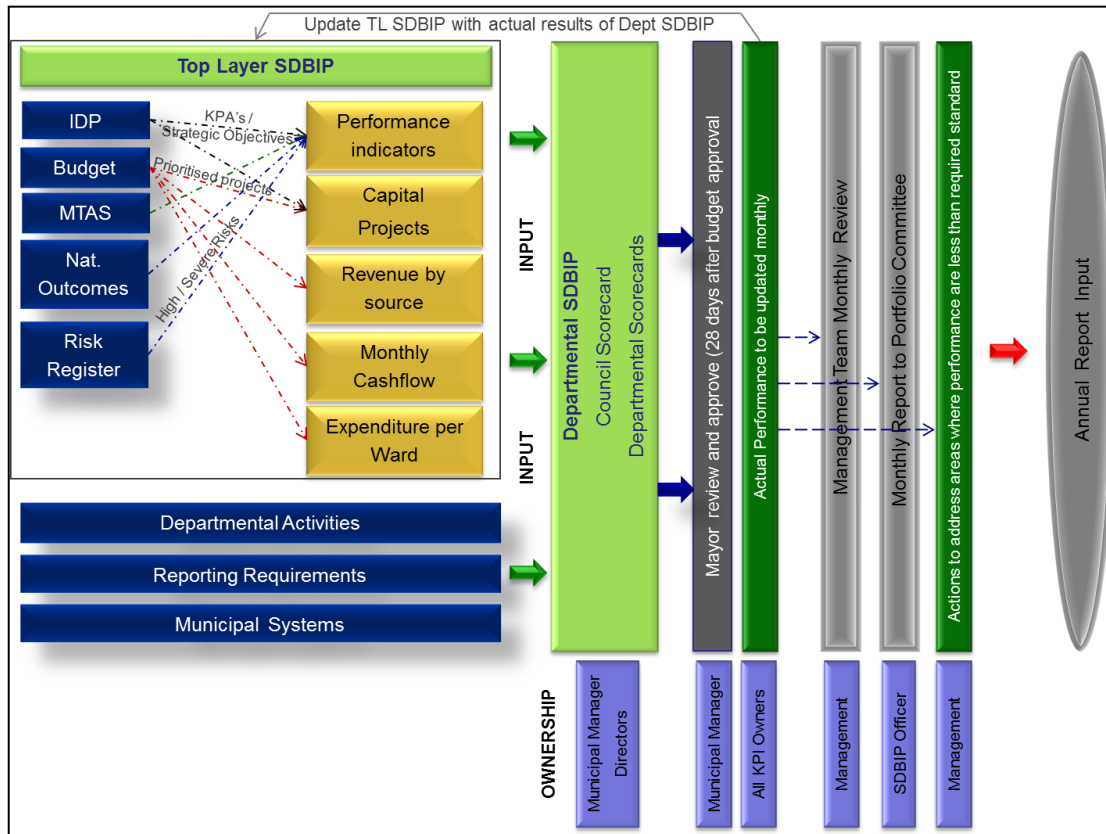 Update TL SDBIP with actual results of Dept SDBIP
Top Layer SDBIP
IDP
Budget
MTAS
Nat.
Outcomes
Risk
Register
KPA's /
Strategic Objectives
Prioritised projects
High / Severe Risks
Performance
indicators
Capital
Projects
Revenue by
source
Monthly
Cashflow
Expenditure per
Ward
Departmental Activities
Reporting Requirements
Municipal Systems
INPUT
INPUT
Departmental SDBIP
Council Scorecard
Departmental Scorecards
Mayor review and approve (28 days after budget approval
Actual Performance to be updated monthly
Management Team Monthly Review
Monthly Report to Portfolio Committee
Actions to address areas where performance are less than required standard
Annual Report Input
OWNERSHIP
Municipal Manager
Directors
Municipal Manager
All KPI Owners
Management
SDBIP Officer
Management